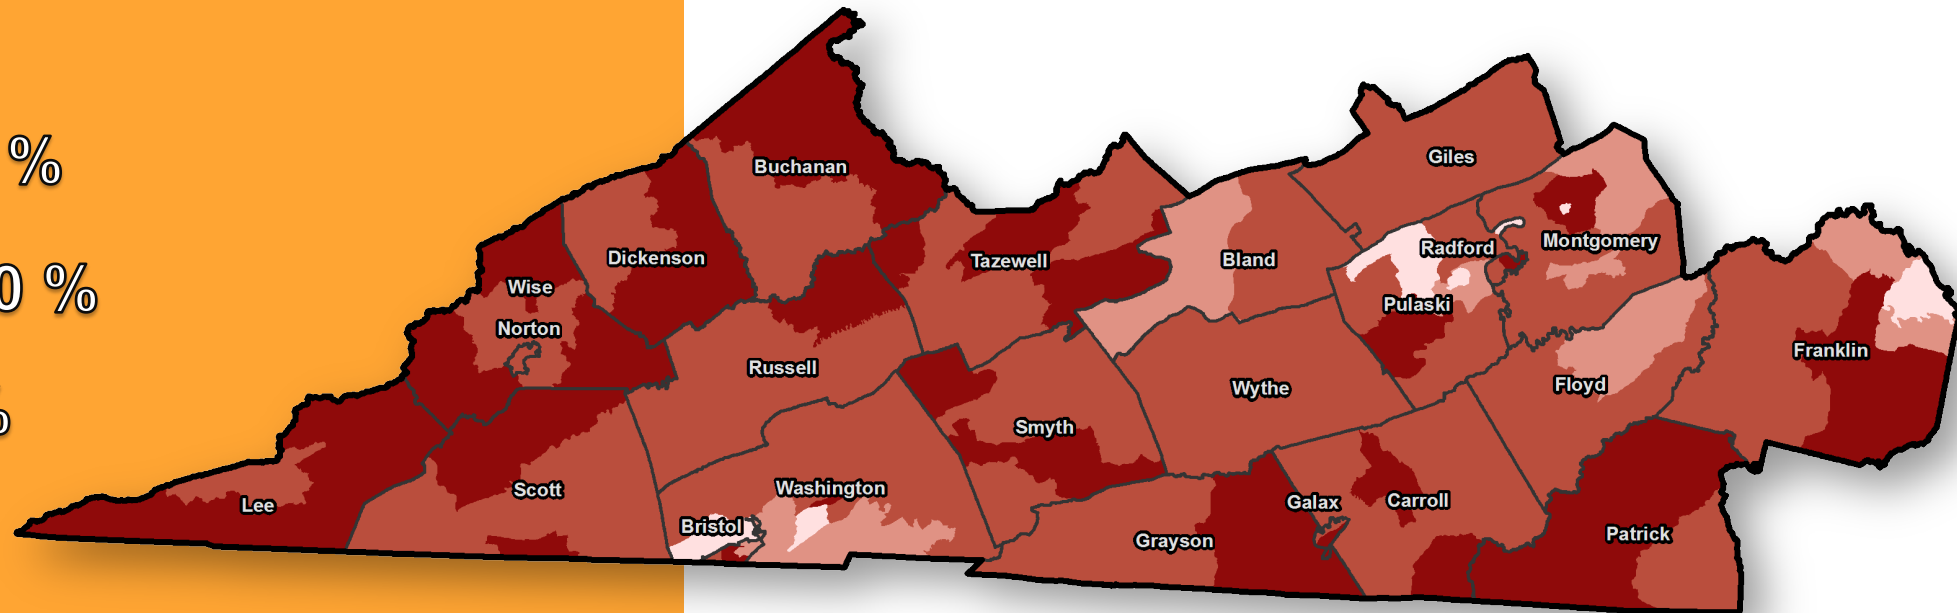 %
0 %
%
Buchanan
Giles
Montgomery
Radford
Dickenson
Tazewell
Bland
Wise
Norton
Pulaski
Franklin
Russell
Wythe
Floyd
Smyth
Washington
Scott
Lee
Bristol
Galax
Carroll
Grayson
Patrick